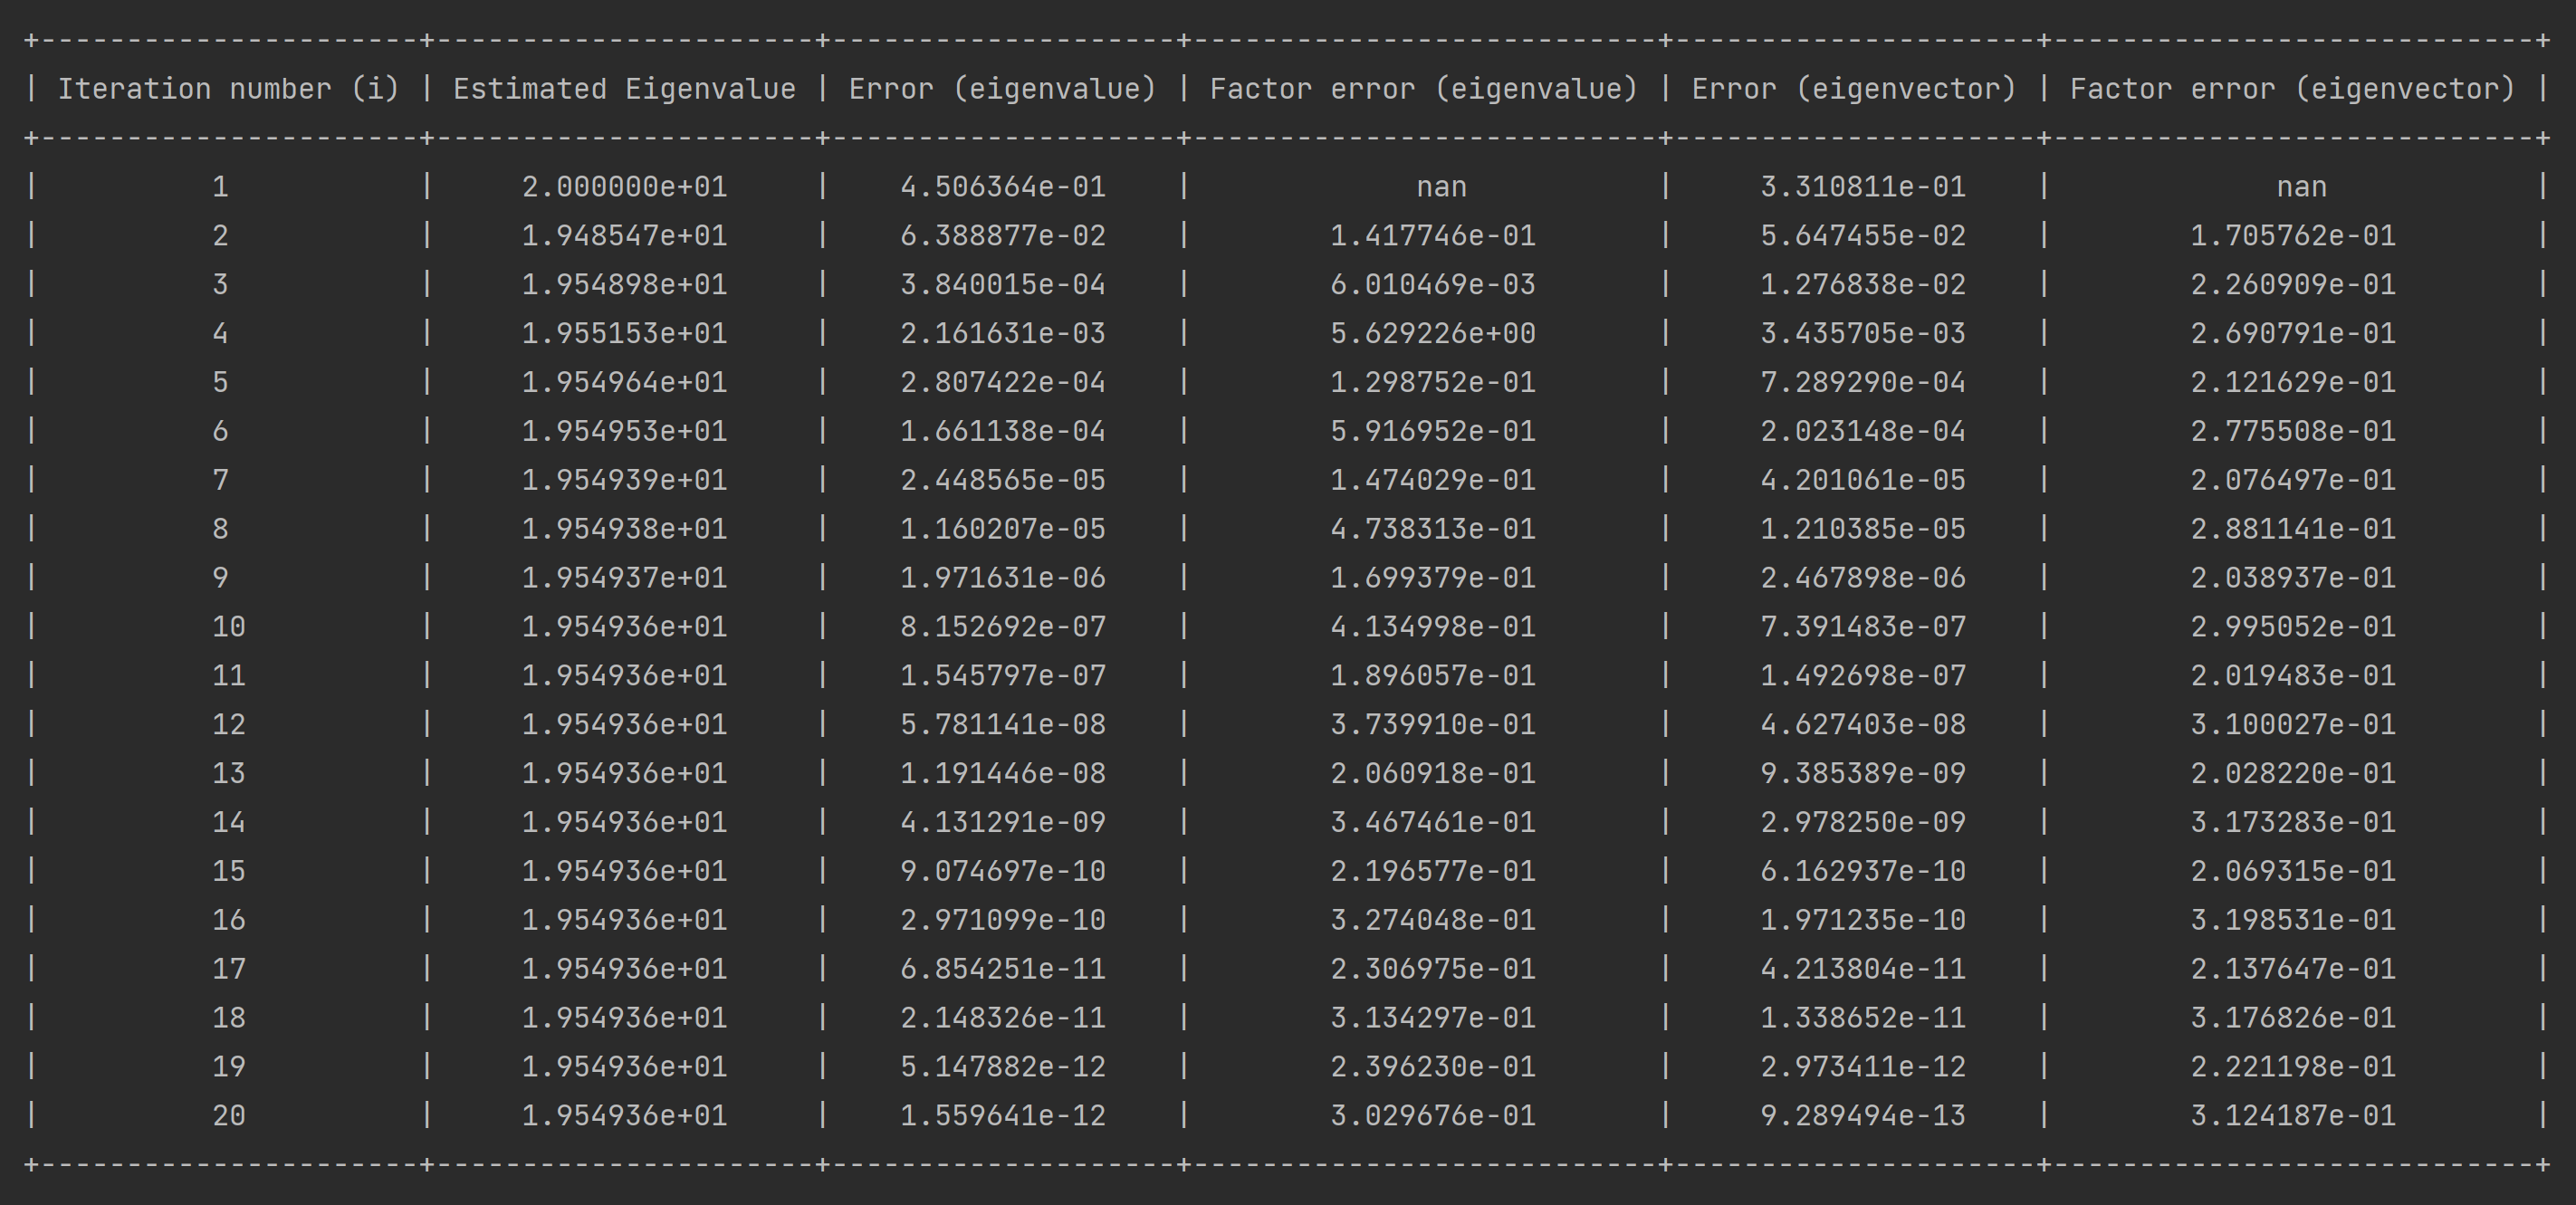 +----------------------+----------------------+--------------------+---------------------------+---------------------+----------------------------+
| Iteration number (i) | Estimated Eigenvalue | Error (eigenvalue) | Factor error (eigenvalue) | Error (eigenvector) | Factor error (eigenvector) |
+----------------------+----------------------+--------------------+---------------------------+---------------------+----------------------------+
| 1 | 2.000000e+01 | 4.506364e-01 | nan | 3.310811e-01 | nan |
| 2 | 1.948547e+01 | 6.388877e-02 | 1.417746e-01 | 5.647455e-02 | 1.705762e-01 |
| 3 | 1.954898e+01 | 3.840015e-04 | 6.010469e-03 | 1.276838e-02 | 2.260909e-01 |
| 4 | 1.955153e+01 | 2.161631e-03 | 5.629226e+00 | 3.435705e-03 | 2.690791e-01 |
| 5 | 1.954964e+01 | 2.807422e-04 | 1.298752e-01 | 7.289290e-04 | 2.121629e-01 |
| 6 | 1.954953e+01 | 1.661138e-04 | 5.916952e-01 | 2.023148e-04 | 2.775508e-01 |
| 7 | 1.954939e+01 | 2.448565e-05 | 1.474029e-01 | 4.201061e-05 | 2.076497e-01 |
| 8 | 1.954938e+01 | 1.160207e-05 | 4.738313e-01 | 1.210385e-05 | 2.881141e-01 |
| 9 | 1.954937e+01 | 1.971631e-06 | 1.699379e-01 | 2.467898e-06 | 2.038937e-01 |
| 10 | 1.954936e+01 | 8.152692e-07 | 4.134998e-01 | 7.391483e-07 | 2.995052e-01 |
| 11 | 1.954936e+01 | 1.545797e-07 | 1.896057e-01 | 1.492698e-07 | 2.019483e-01 |
| 12 | 1.954936e+01 | 5.781141e-08 | 3.739910e-01 | 4.627403e-08 | 3.100027e-01 |
| 13 | 1.954936e+01 | 1.191446e-08 | 2.060918e-01 | 9.385389e-09 | 2.028220e-01 |
| 14 | 1.954936e+01 | 4.131291e-09 | 3.467461e-01 | 2.978250e-09 | 3.173283e-01 |
| 15 | 1.954936e+01 | 9.074697e-10 | 2.196577e-01 | 6.162937e-10 | 2.069315e-01 |
| 16 | 1.954936e+01 | 2.971099e-10 | 3.274048e-01 | 1.971235e-10 | 3.198531e-01 |
| 17 | 1.954936e+01 | 6.854251e-11 | 2.306975e-01 | 4.213804e-11 | 2.137647e-01 |
| 18 | 1.954936e+01 | 2.148326e-11 | 3.134297e-01 | 1.338652e-11 | 3.176826e-01 |
| 19 | 1.954936e+01 | 5.147882e-12 | 2.396230e-01 | 2.973411e-12 | 2.221198e-01 |
| 20 | 1.954936e+01 | 1.559641e-12 | 3.029676e-01 | 9.289494e-13 | 3.124187e-01 |
+----------------------+----------------------+--------------------+---------------------------+---------------------+----------------------------+